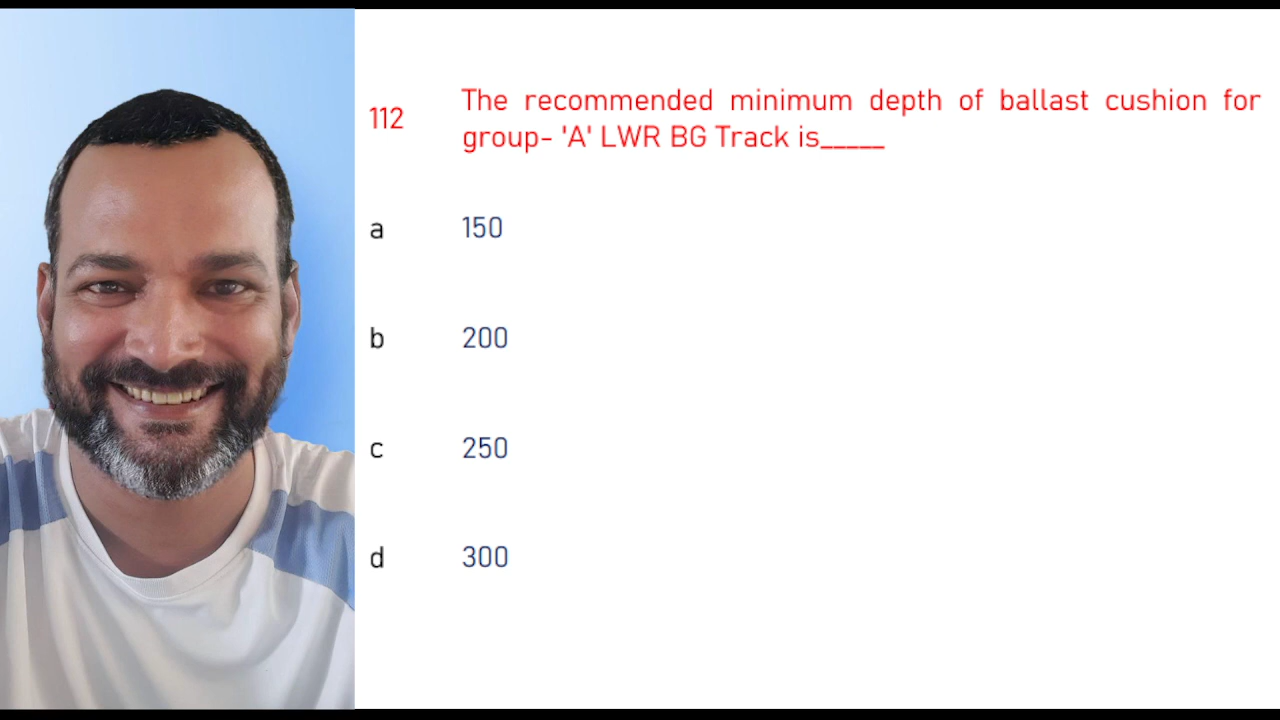 112
The recommended minimum depth of ballast cushion for
group- 'A' LWR BG Track is_____
a 150
b 200
c 250
d 300